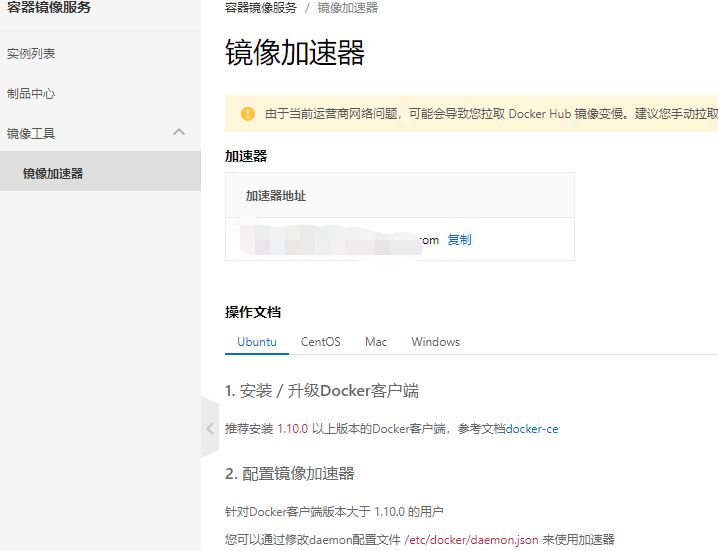 容器镜像服务
实例列表
制品中心
镜像工具
镜像加速器
容器镜像服务 / 镜像加速器
镜像加速器
由于当前运营商网络问题，可能会导致您拉取 Docker Hub 镜像变慢。建议您手动拉取
加速器
加速器地址
复制
操作文档
Ubuntu CentOS Mac Windows
1. 安装 / 升级Docker客户端
推荐安装 1.10.0 以上版本的Docker客户端，参考文档docker-ce
2. 配置镜像加速器
针对Docker客户端版本大于 1.10.0 的用户
您可以通过修改daemon配置文件 /etc/docker/daemon.json 来使用加速器